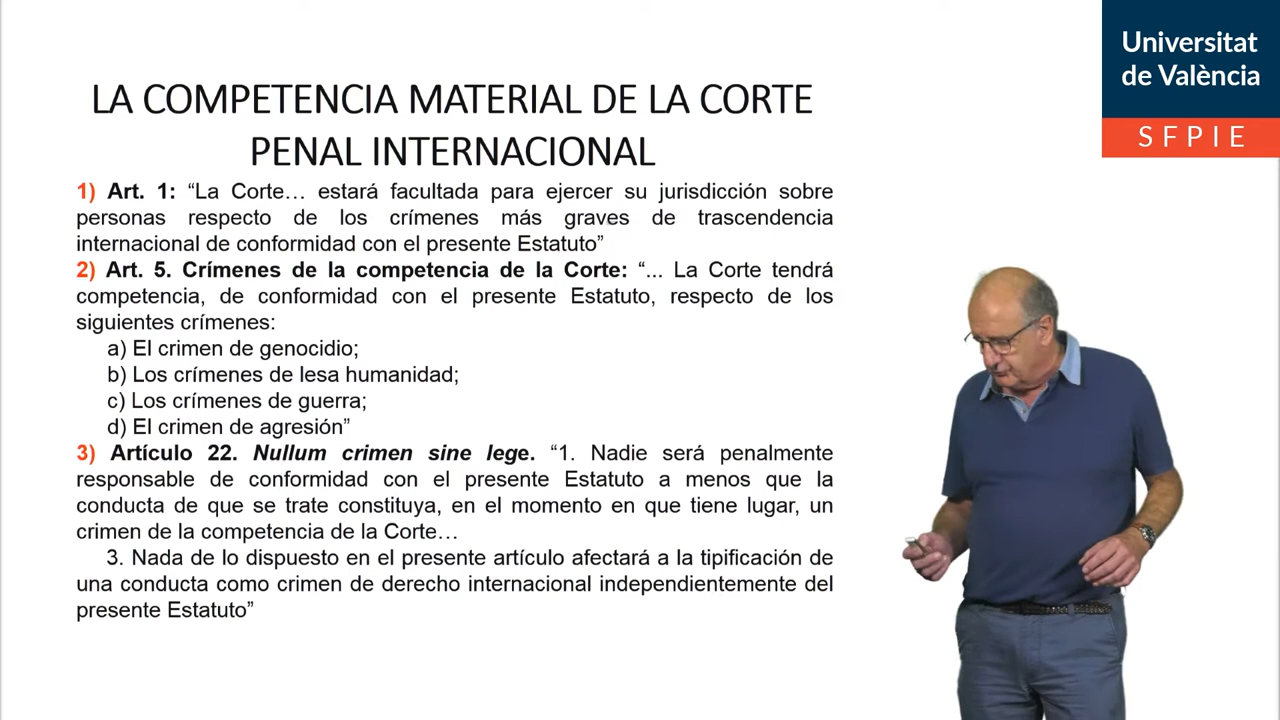 Universitat
de València
SFPIE
LA COMPETENCIA MATERIAL DE LA CORTE
PENAL INTERNACIONAL
1) Art. 1: “La Corte… estará facultada para ejercer su jurisdicción sobre
personas respecto de los crímenes más graves de trascendencia
internacional de conformidad con el presente Estatuto”
2) Art. 5. Crímenes de la competencia de la Corte: “... La Corte tendrá
competencia, de conformidad con el presente Estatuto, respecto de los
siguientes crímenes:
a) El crimen de genocidio;
b) Los crímenes de lesa humanidad;
c) Los crímenes de guerra;
d) El crimen de agresión”
3) Artículo 22. Nullum crimen sine lege. “1. Nadie será penalmente
responsable de conformidad con el presente Estatuto a menos que la
conducta de que se trate constituya, en el momento en que tiene lugar, un
crimen de la competencia de la Corte…
3. Nada de lo dispuesto en el presente artículo afectará a la tipificación de
una conducta como crimen de derecho internacional independientemente del
presente Estatuto”